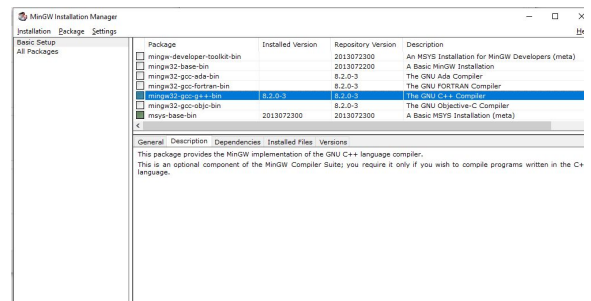 MinGW Installation Manager
Installation Package Settings
Basic Setup
All Packages
Package Installed Version Repository Version Description
mingw-developer-toolkit-bin 2013072300 An MSYS Installation for MinGW Developers (meta)
mingw32-base-bin 2013072200 A Basic MinGW Installation
mingw32-gcc-ada-bin 8.2.0-3 The GNU Ada Compiler
mingw32-gcc-fortran-bin 8.2.0-3 The GNU FORTRAN Compiler
mingw32-gcc-g++-bin 8.2.0-3 8.2.0-3 The GNU C++ Compiler
mingw32-gcc-objc-bin 8.2.0-3 The GNU Objective-C Compiler
msys-base-bin 2013072300 2013072300 A Basic MSYS Installation (meta)
General Description Dependencies Installed Files Versions
This package provides the MinGW implementation of the GNU C++ language compiler.
This is an optional component of the MinGW Compiler Suite; you require it only if you wish to compile programs written in the C+
language.